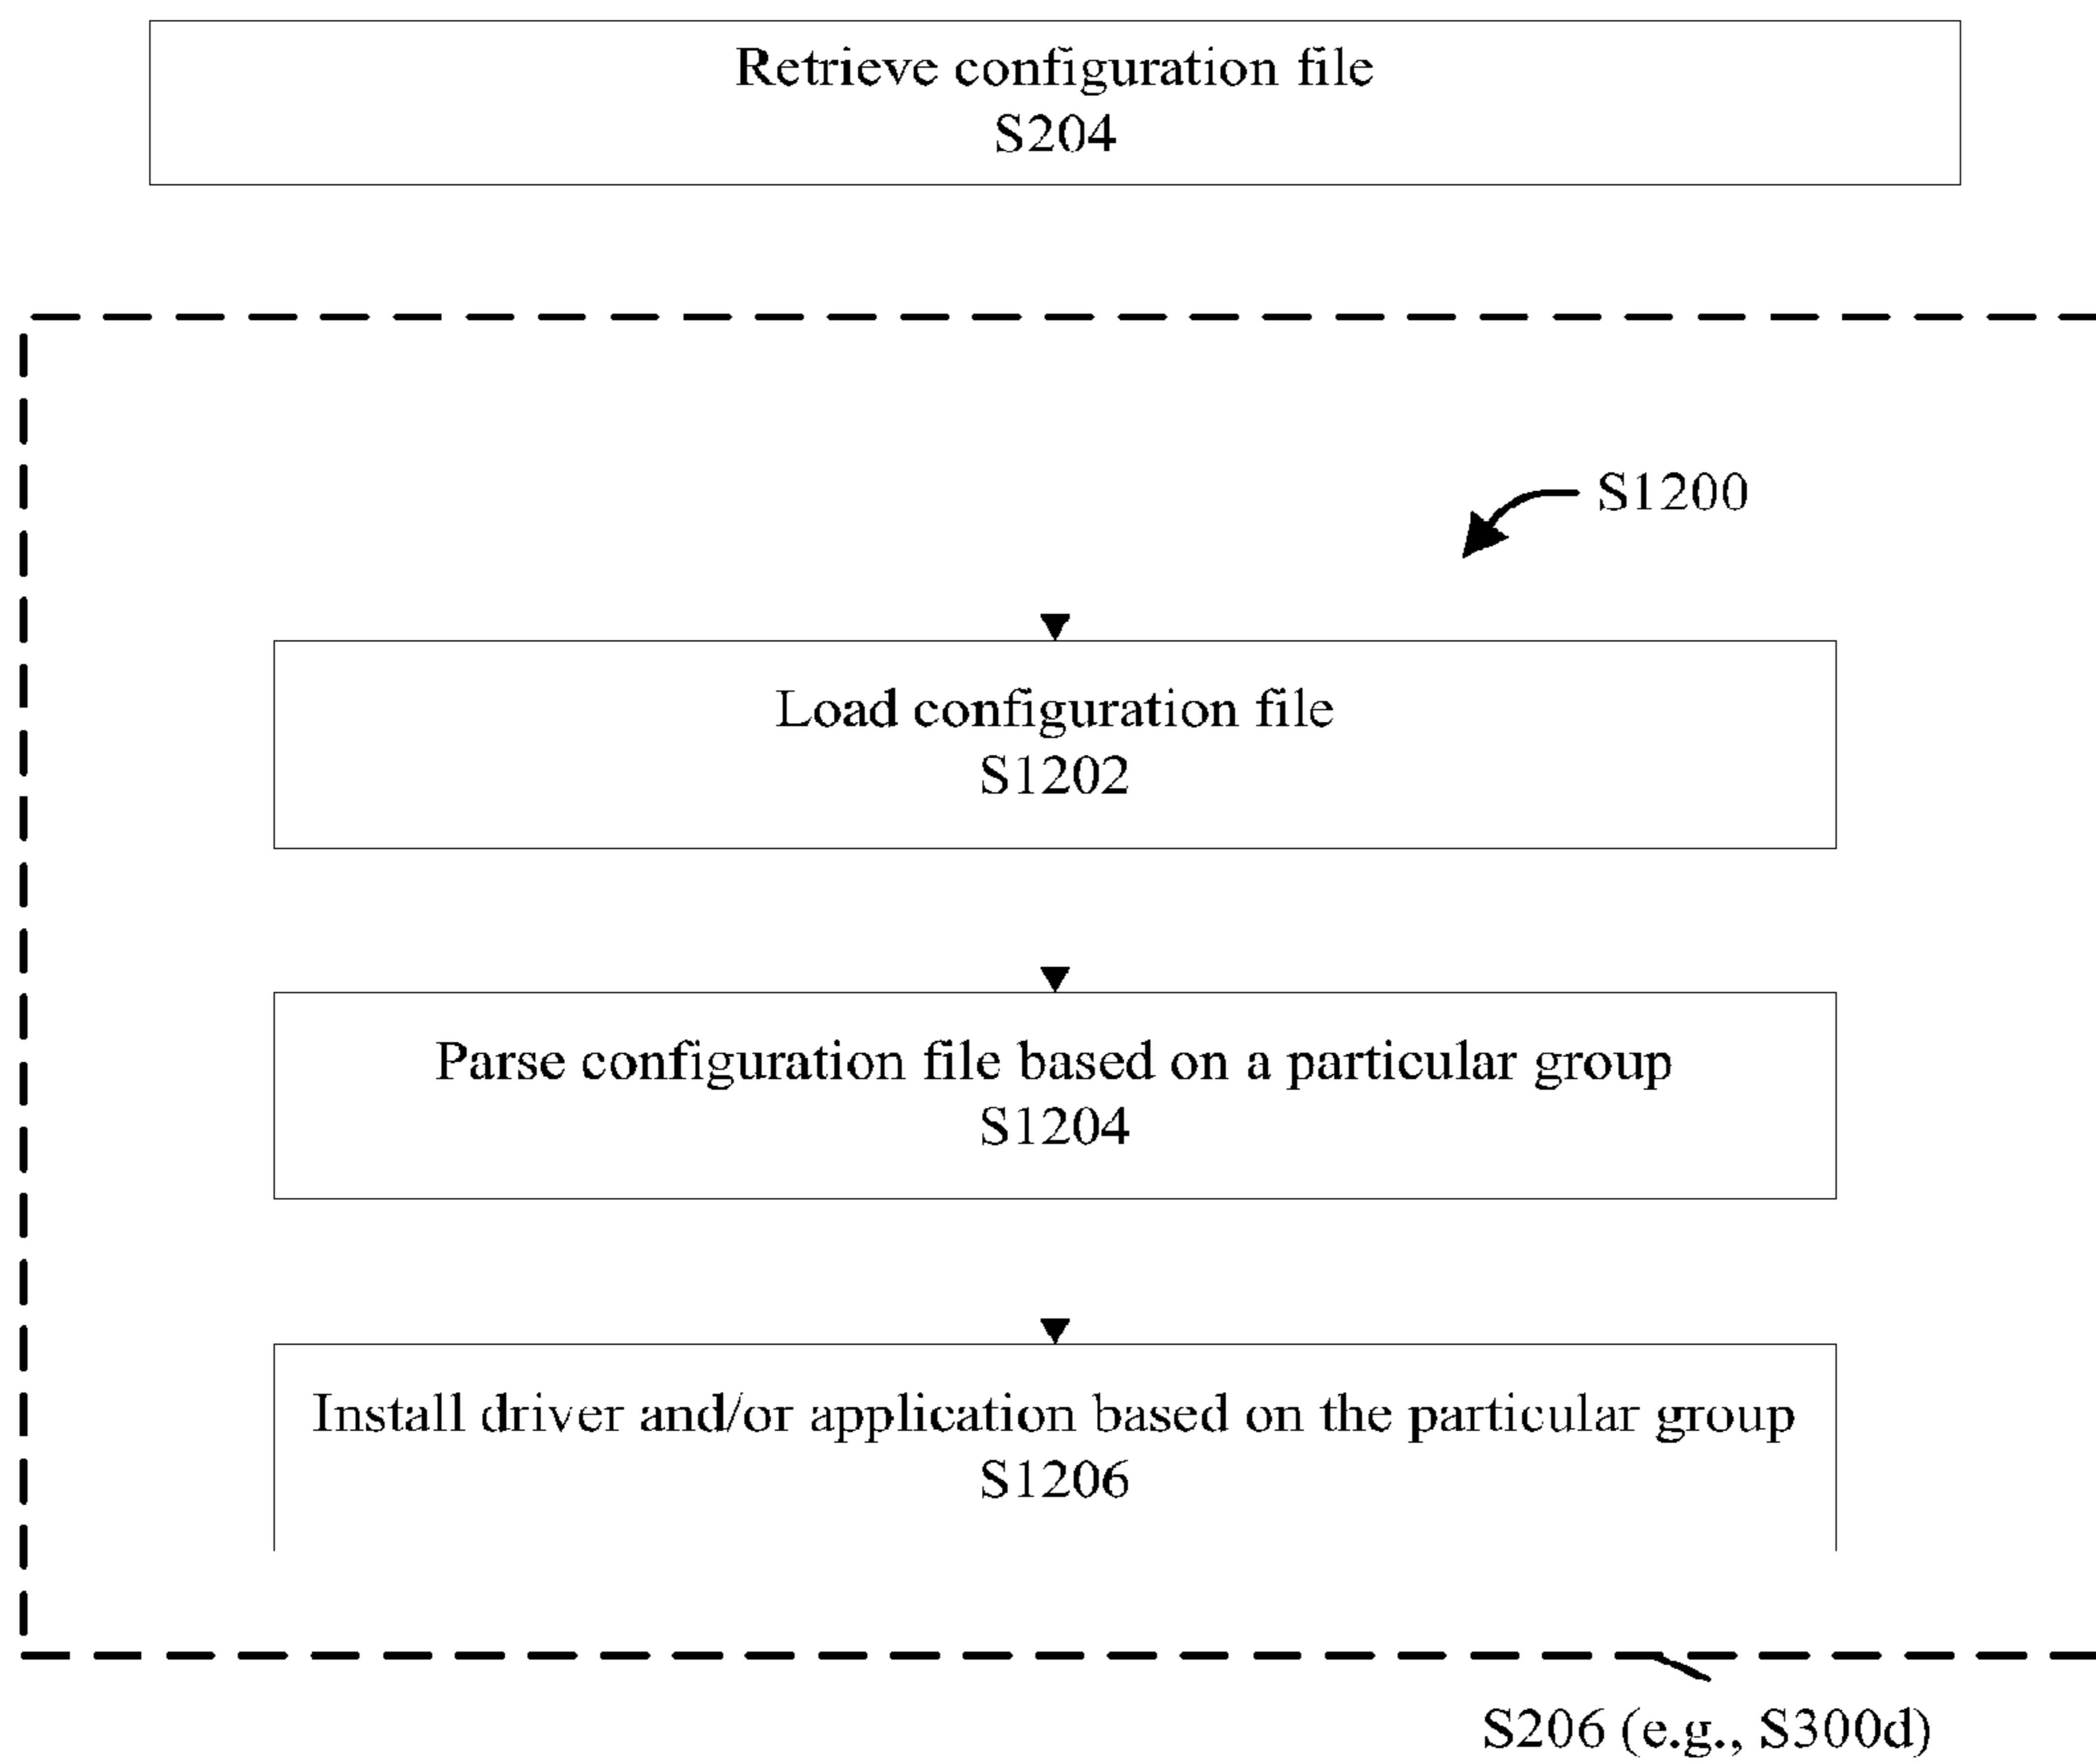 Retrieve configuration file
S204
S1200
Load configuration file
S1202
Parse configuration file based on a particular group
S1204
Install driver and/or application based on the particular group
S1206
S206 (e.g., S300d)